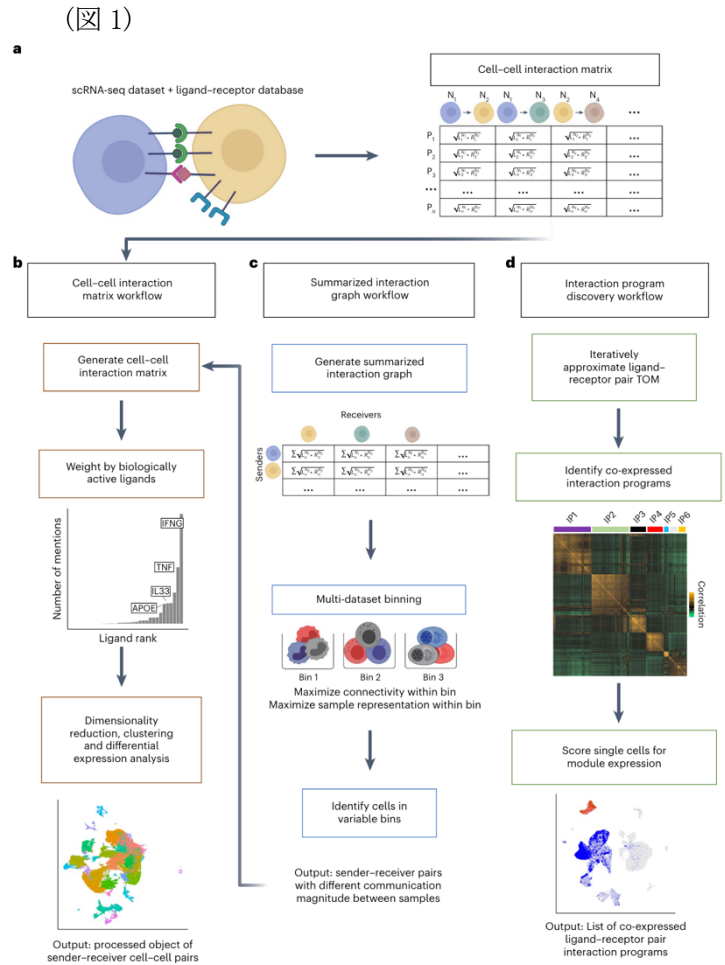 (図 1)
a
scRNA-seq dataset + ligand–receptor database
Cell–cell interaction matrix
N1 N2 N1 N3 N2 N4
...
P1
...
P2
...
P3
...
...
... ... ... ...
Pn
...
b
Cell–cell interaction
matrix workflow
Generate cell–cell
interaction matrix
Weight by biologically
active ligands
Number of mentions
IFNG
TNF
IL33
APOE
Ligand rank
Dimensionality
reduction, clustering
and differential
expression analysis
Output: processed object of
sender–receiver cell–cell pairs
c
Summarized interaction
graph workflow
Generate summarized
interaction graph
Receivers
Senders
...
...
... ... ... ...
Multi-dataset binning
Bin 1 Bin 2 Bin 3
Maximize connectivity within bin
Maximize sample representation within bin
Identify cells in
variable bins
Output: sender–receiver pairs
with different communication
magnitude between samples
d
Interaction program
discovery workflow
Iteratively
approximate ligand–
receptor pair TOM
Identify co-expressed
interaction programs
IP1 IP2 IP3 IP4 IP5 IP6
Correlation
Score single cells for
module expression
Output: List of co-expressed
ligand–receptor pair
interaction programs